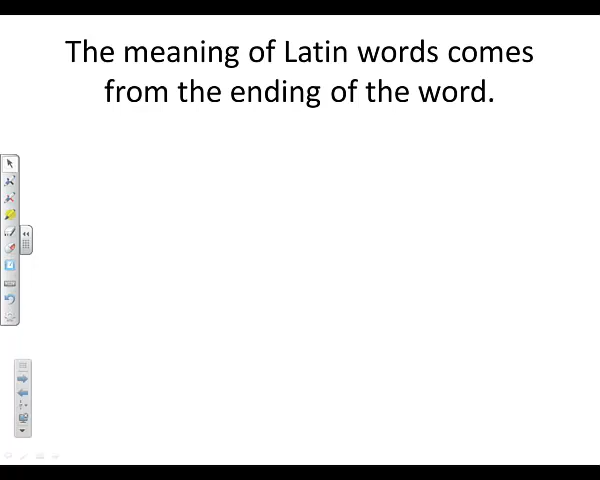 The meaning of Latin words comes
from the ending of the word.